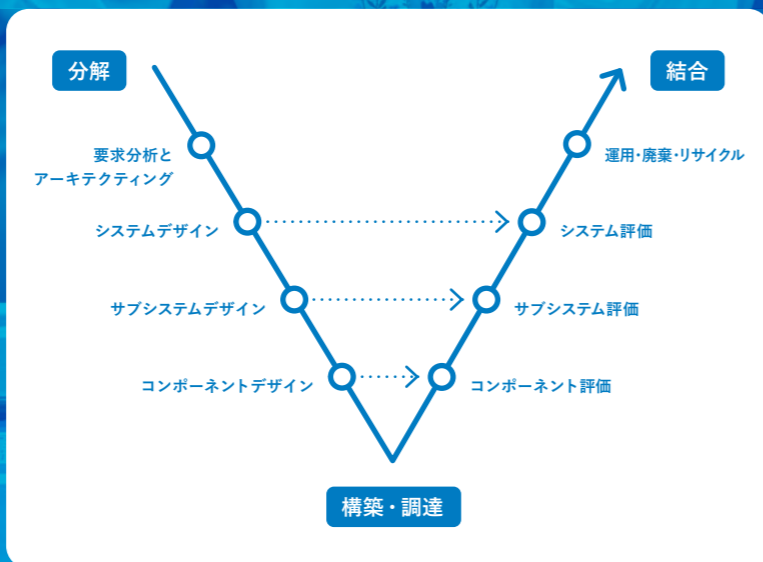 分解
結合
要求分析と
アーキテクティング
運用・廃棄・リサイクル
システムデザイン
システム評価
サブシステムデザイン
サブシステム評価
コンポーネントデザイン
コンポーネント評価
構築・調達